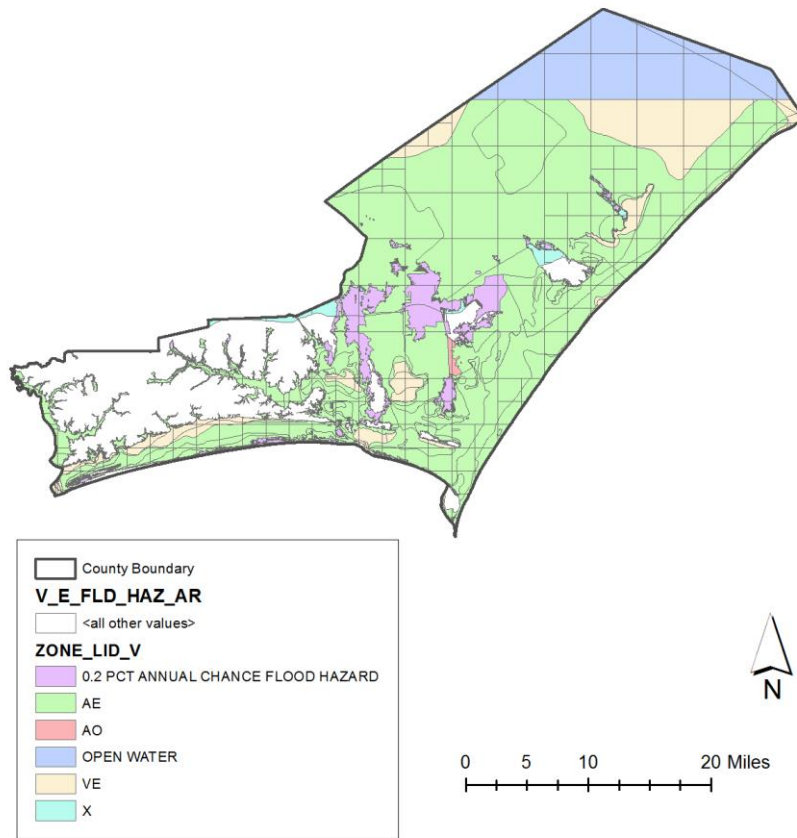 County Boundary
V_E_FLD_HAZ_AR
<all other values>
ZONE_LID_V
0.2 PCT ANNUAL CHANCE FLOOD HAZARD
AE
AO
OPEN WATER
VE
X
N
0 5 10 20 Miles